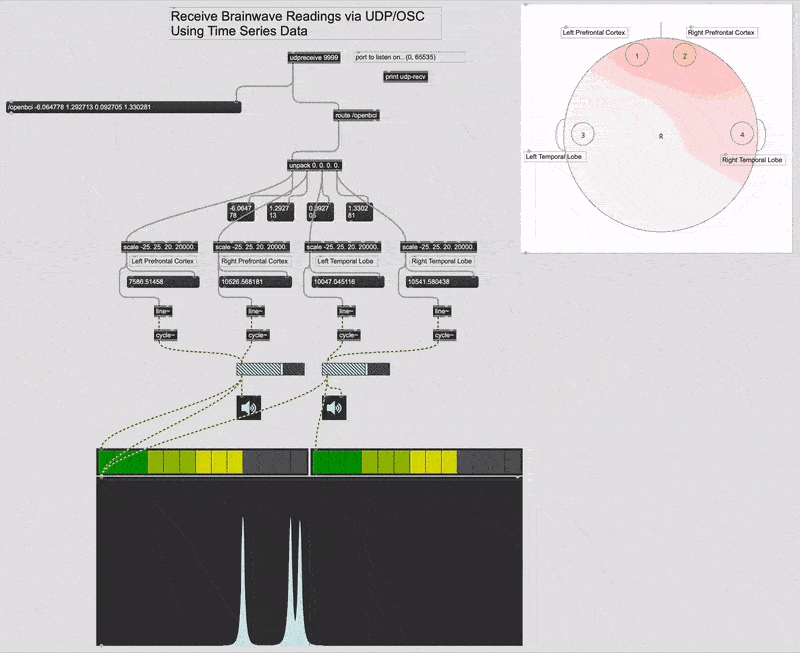 Receive Brainwave Readings via UDP/OSC
Using Time Series Data
udpreceive 9999
port to listen on.. (0, 65535)
print udp-recv
/openbci -6.064778 1.292713 0.092705 1.330281
route /openbci
unpack 0. 0. 0. 0.
-6.0647
78
1.2927
13
0.0927
05
1.3302
81
scale -25. 25. 20. 20000.
scale -25. 25. 20. 20000.
scale -25. 25. 20. 20000.
scale -25. 25. 20. 20000.
Left Prefrontal Cortex
Right Prefrontal Cortex
Left Temporal Lobe
Right Temporal Lobe
7586.51458
10526.566181
10047.045116
10541.580438
line~
line~
line~
line~
cycle~
cycle~
cycle~
cycle~
Left Prefrontal Cortex
Right Prefrontal Cortex
1
2
3
R
4
Left Temporal Lobe
Right Temporal Lobe